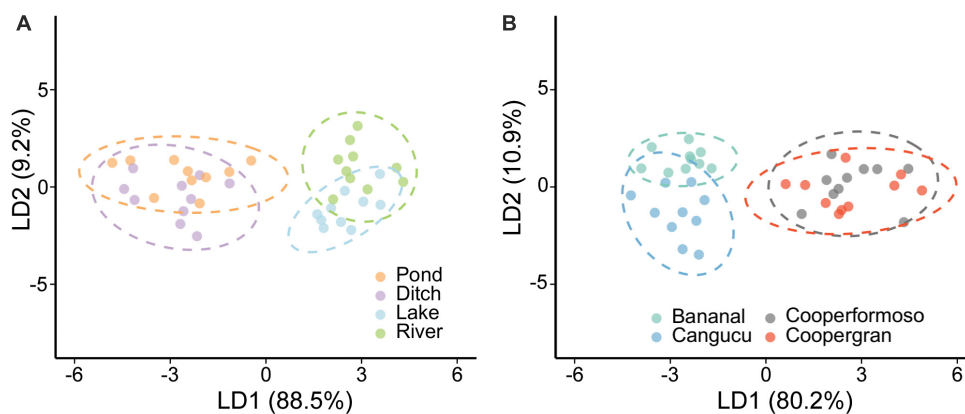 A
LD2 (9.2%)
5
0
-5
Pond
Ditch
Lake
River
-6 -3 0 3 6
LD1 (88.5%)
B
LD2 (10.9%)
5
0
-5
Bananal Cooperformoso
Cangucu Coopergran
-6 -3 0 3 6
LD1 (80.2%)